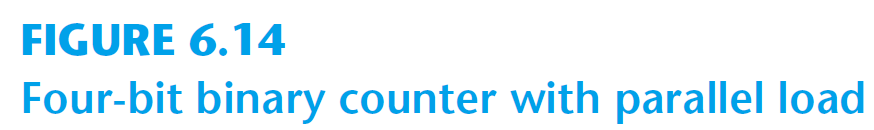 FIGURE 6.14
Four-bit binary counter with parallel load